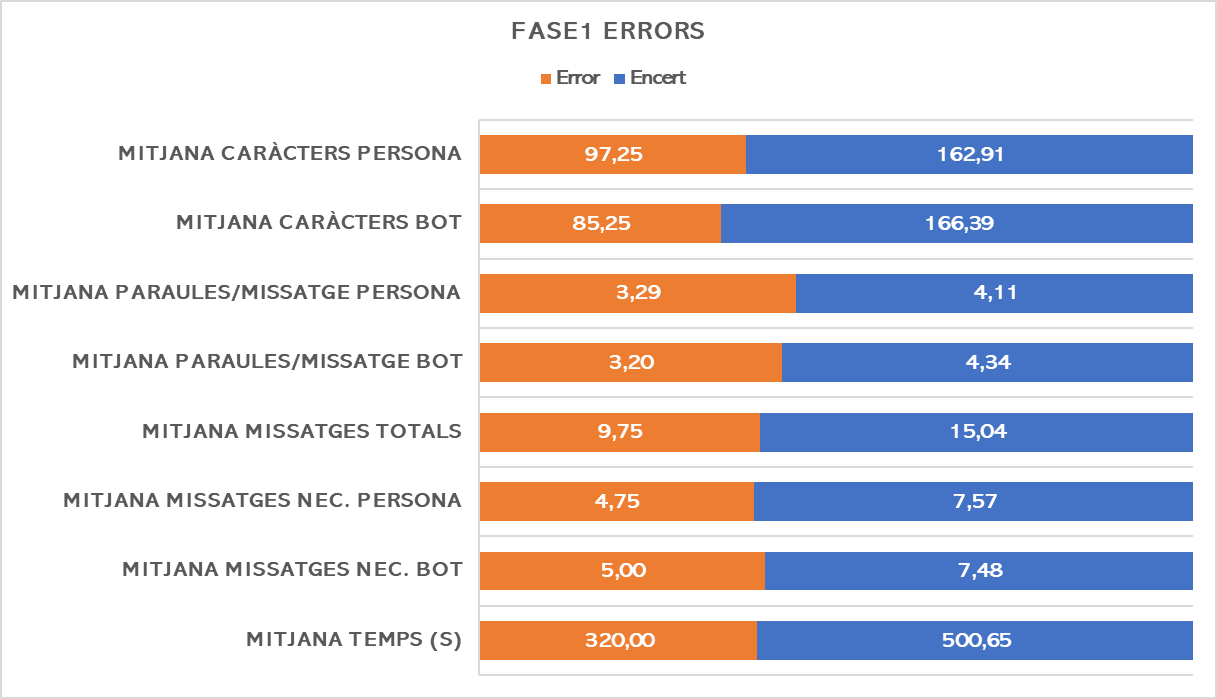 FASE1 ERRORS
Error Encert
MITJANA CARÀCTERS PERSONA 97,25 162,91
MITJANA CARÀCTERS BOT 85,25 166,39
MITJANA PARAULES/MISSATGE PERSONA 3,29 4,11
MITJANA PARAULES/MISSATGE BOT 3,20 4,34
MITJANA MISSATGES TOTALS 9,75 15,04
MITJANA MISSATGES NEC. PERSONA 4,75 7,57
MITJANA MISSATGES NEC. BOT 5,00 7,48
MITJANA TEMPS (S) 320,00 500,65